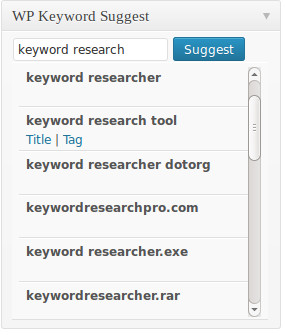 WP Keyword Suggest
keyword research Suggest
keyword researcher
keyword research tool
Title | Tag
keyword researcher dotorg
keywordresearchpro.com
keyword researcher.exe
keywordresearcher.rar